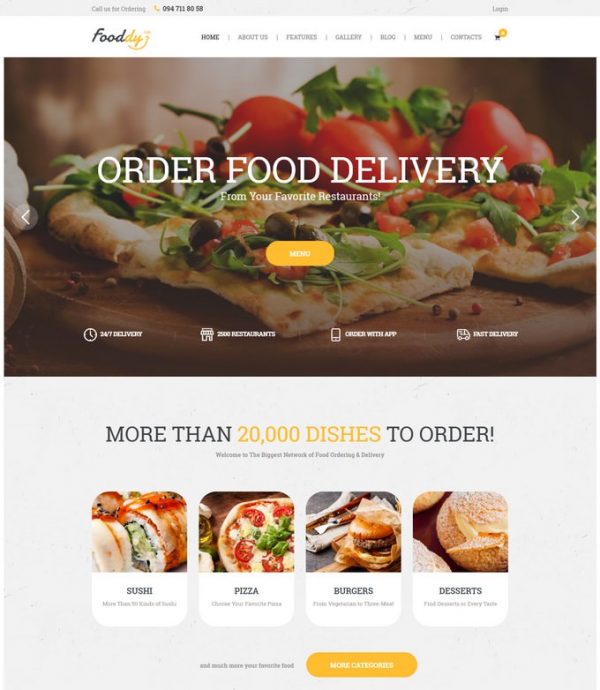 Call us for Ordering 094 711 80 58 Login
Fooddy
HOME | ABOUT US | FEATURES | GALLERY | BLOG | MENU | CONTACTS
ORDER FOOD DELIVERY
From Your Favorite Restaurants!
MENU
24/7 DELIVERY 2500 RESTAURANTS ORDER WITH APP FAST DELIVERY
MORE THAN 20,000 DISHES TO ORDER!
Welcome to The Biggest Network of Food Ordering & Delivery
SUSHI PIZZA BURGERS DESSERTS
More Than 50 Kinds of Sushi Choose Your Favorite Pizza From Vegetarian to Three-Meat Find Desserts or Every Taste
and much more your favorite food MORE CATEGORIES